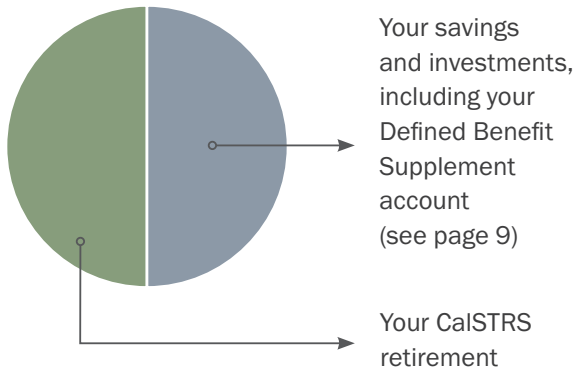 Your savings
and investments,
including your
Defined Benefit
Supplement
account
(see page 9)
Your CalSTRS
retirement